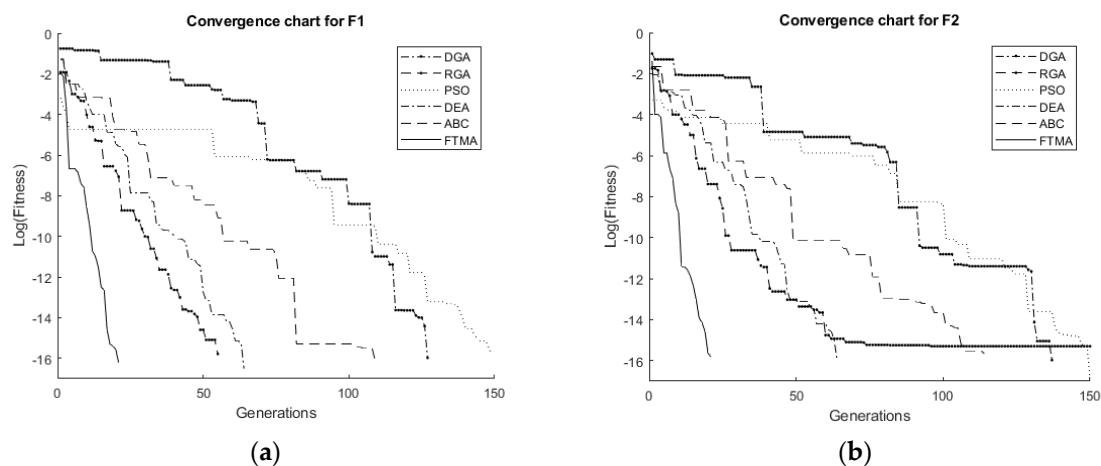 Convergence chart for F1
0
-2
-4
-6
-8
-10
-12
-14
-16
Log(Fitness)
0 50 100 150
Generations
DGA
RGA
PSO
DEA
ABC
FTMA
(a)
Convergence chart for F2
0
-2
-4
-6
-8
-10
-12
-14
-16
Log(Fitness)
0 50 100 150
Generations
DGA
RGA
PSO
DEA
ABC
FTMA
(b)